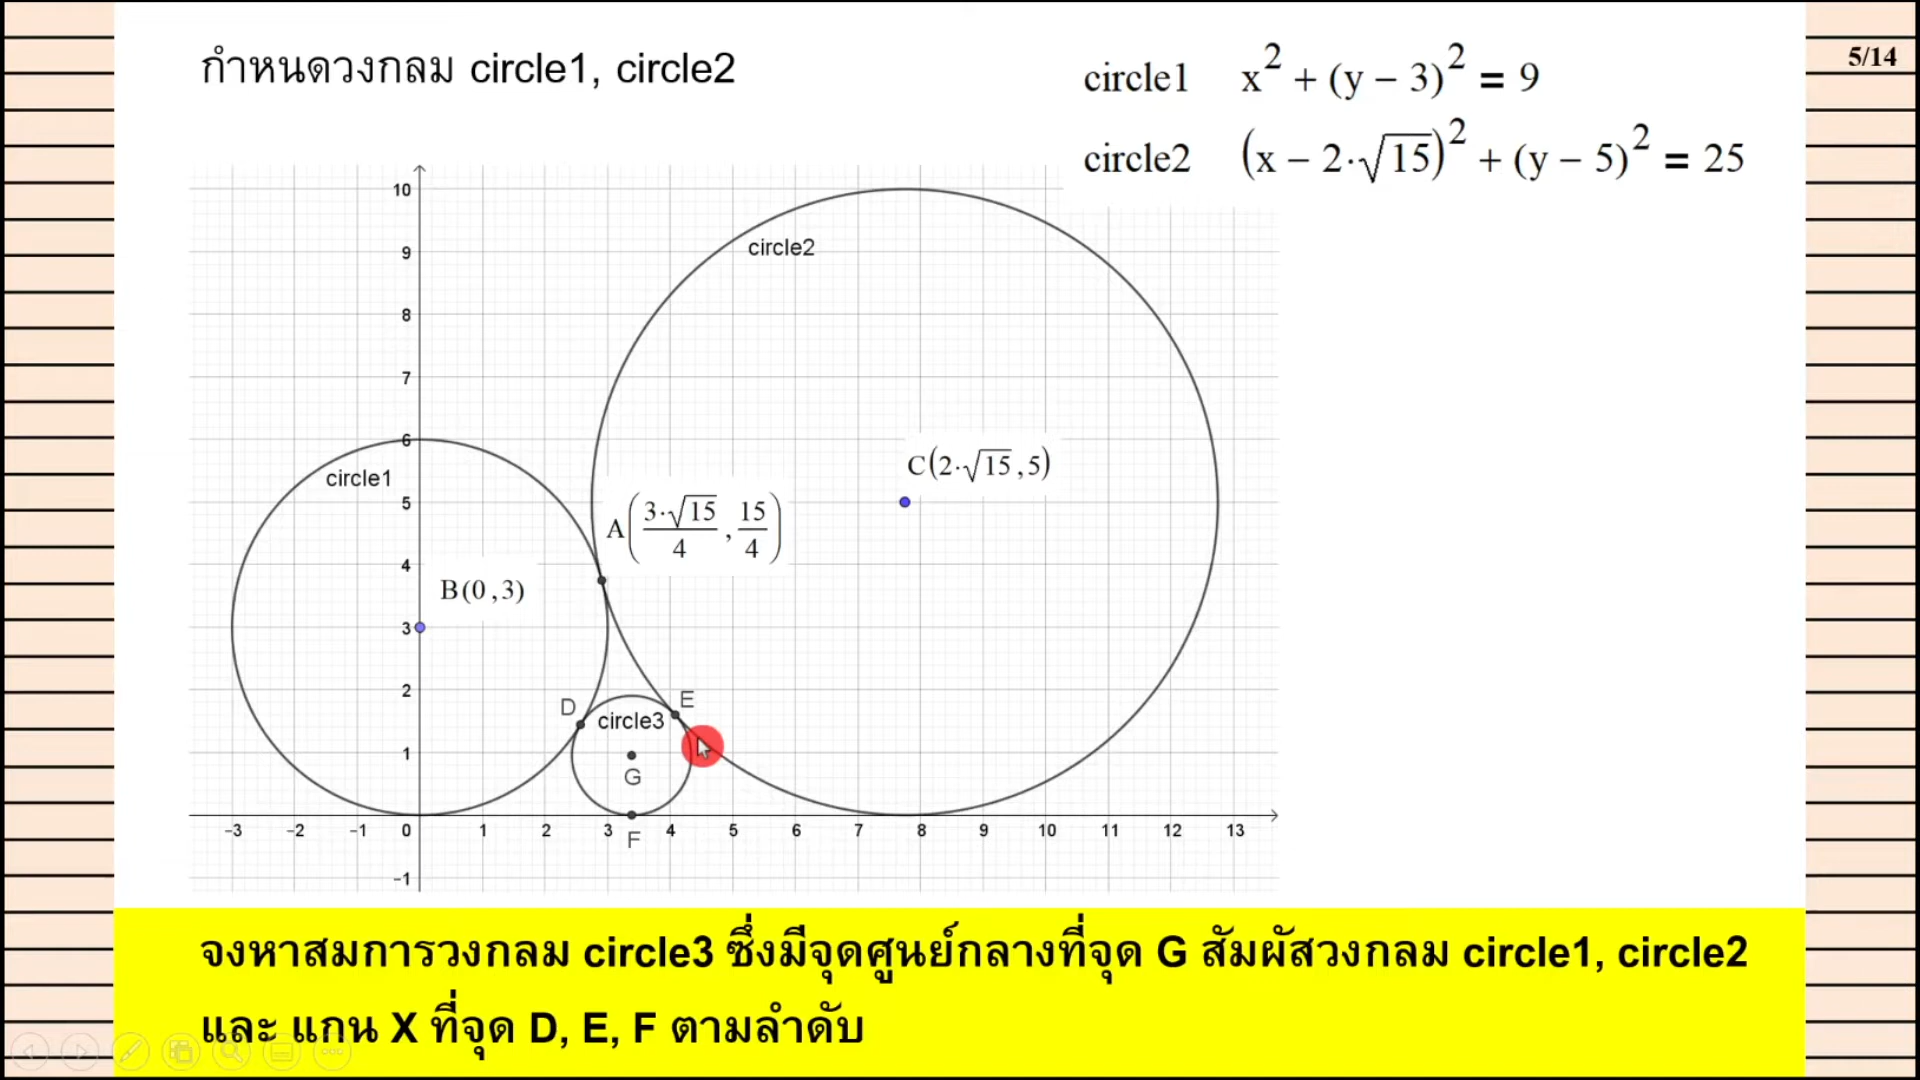 5/14
กำหนดวงกลม circle1, circle2
circle1 x² + (y − 3)² = 9
circle2 (x − 2·√15)² + (y − 5)² = 25
10
9
8
7
6
5
4
3
2
1
−1
circle2
circle1
C(2·√15 , 5)
A(3·√15/4 , 15/4)
B(0 , 3)
D
E
circle3
G
F
−3 −2 −1 0 1 2 3 4 5 6 7 8 9 10 11 12 13
จงหาสมการวงกลม circle3 ซึ่งมีจุดศูนย์กลางที่จุด G สัมผัสวงกลม circle1, circle2
และ แกน X ที่จุด D, E, F ตามลำดับ